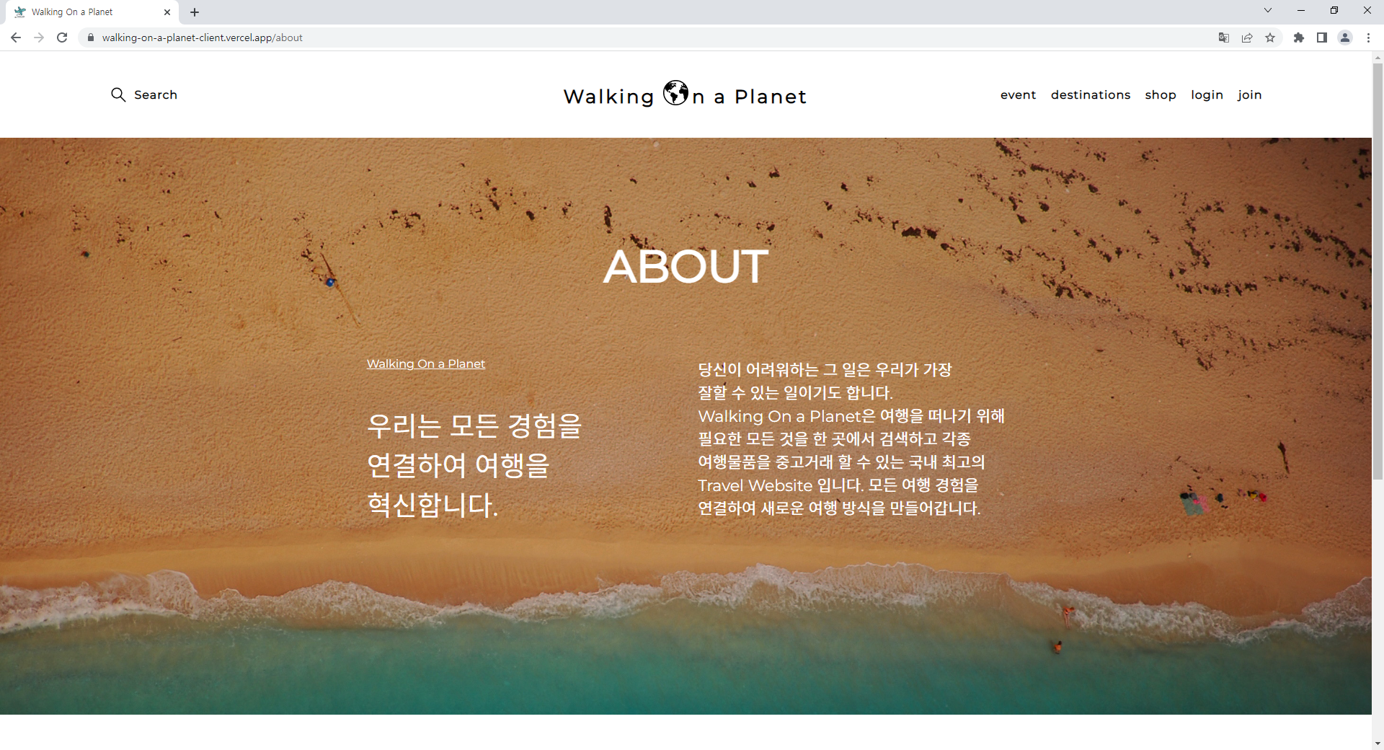 Walking On a Planet
walking-on-a-planet-client.vercel.app/about
Search
Walking n a Planet
event destinations shop login join
ABOUT
Walking On a Planet
우리는 모든 경험을
연결하여 여행을
혁신합니다.
당신이 어려워하는 그 일은 우리가 가장
잘할 수 있는 일이기도 합니다.
Walking On a Planet은 여행을 떠나기 위해
필요한 모든 것을 한 곳에서 검색하고 각종
여행물품을 중고거래 할 수 있는 국내 최고의
Travel Website 입니다. 모든 여행 경험을
연결하여 새로운 여행 방식을 만들어갑니다.